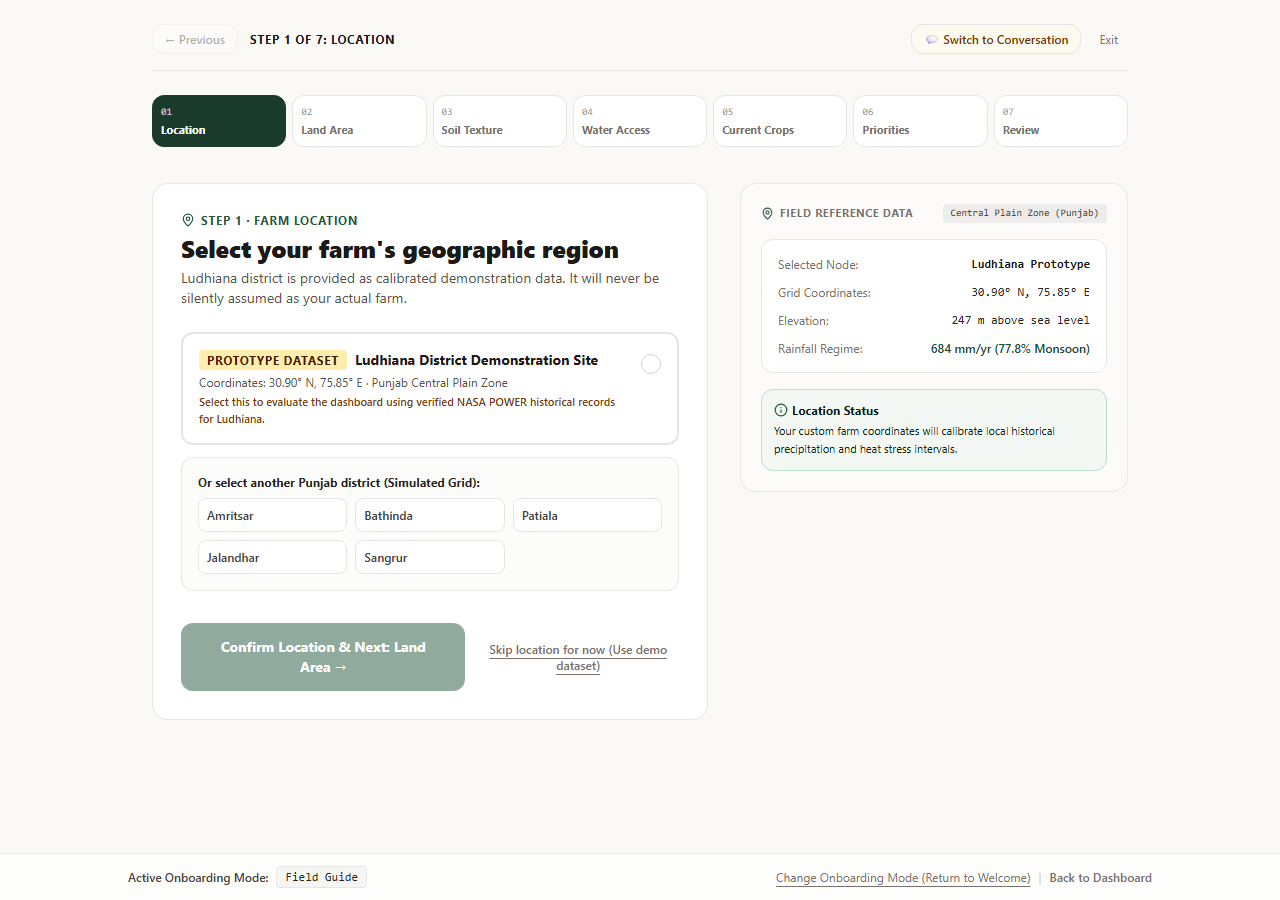 ← Previous
STEP 1 OF 7: LOCATION
Switch to Conversation
Exit
01
Location
02
Land Area
03
Soil Texture
04
Water Access
05
Current Crops
06
Priorities
07
Review
STEP 1 · FARM LOCATION
Select your farm's geographic region
Ludhiana district is provided as calibrated demonstration data. It will never be
silently assumed as your actual farm.
PROTOTYPE DATASET Ludhiana District Demonstration Site
Coordinates: 30.90° N, 75.85° E · Punjab Central Plain Zone
Select this to evaluate the dashboard using verified NASA POWER historical records
for Ludhiana.
Or select another Punjab district (Simulated Grid):
Amritsar
Bathinda
Patiala
Jalandhar
Sangrur
Confirm Location & Next: Land
Area →
Skip location for now (Use demo
dataset)
FIELD REFERENCE DATA
Central Plain Zone (Punjab)
Selected Node: Ludhiana Prototype
Grid Coordinates: 30.90° N, 75.85° E
Elevation: 247 m above sea level
Rainfall Regime: 684 mm/yr (77.8% Monsoon)
Location Status
Your custom farm coordinates will calibrate local historical
precipitation and heat stress intervals.
Active Onboarding Mode: Field Guide
Change Onboarding Mode (Return to Welcome) | Back to Dashboard